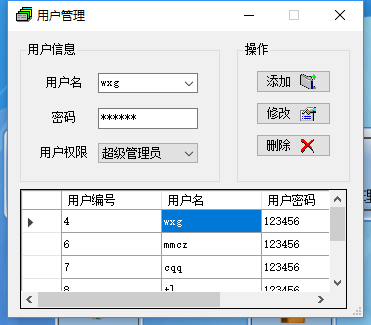 用户管理
用户信息
操作
用户名 wxg
添加
密码 ******
修改
用户权限 超级管理员
删除
用户编号 用户名 用户密码
4 wxg 123456
6 mmcz 123456
7 cqq 123456
8